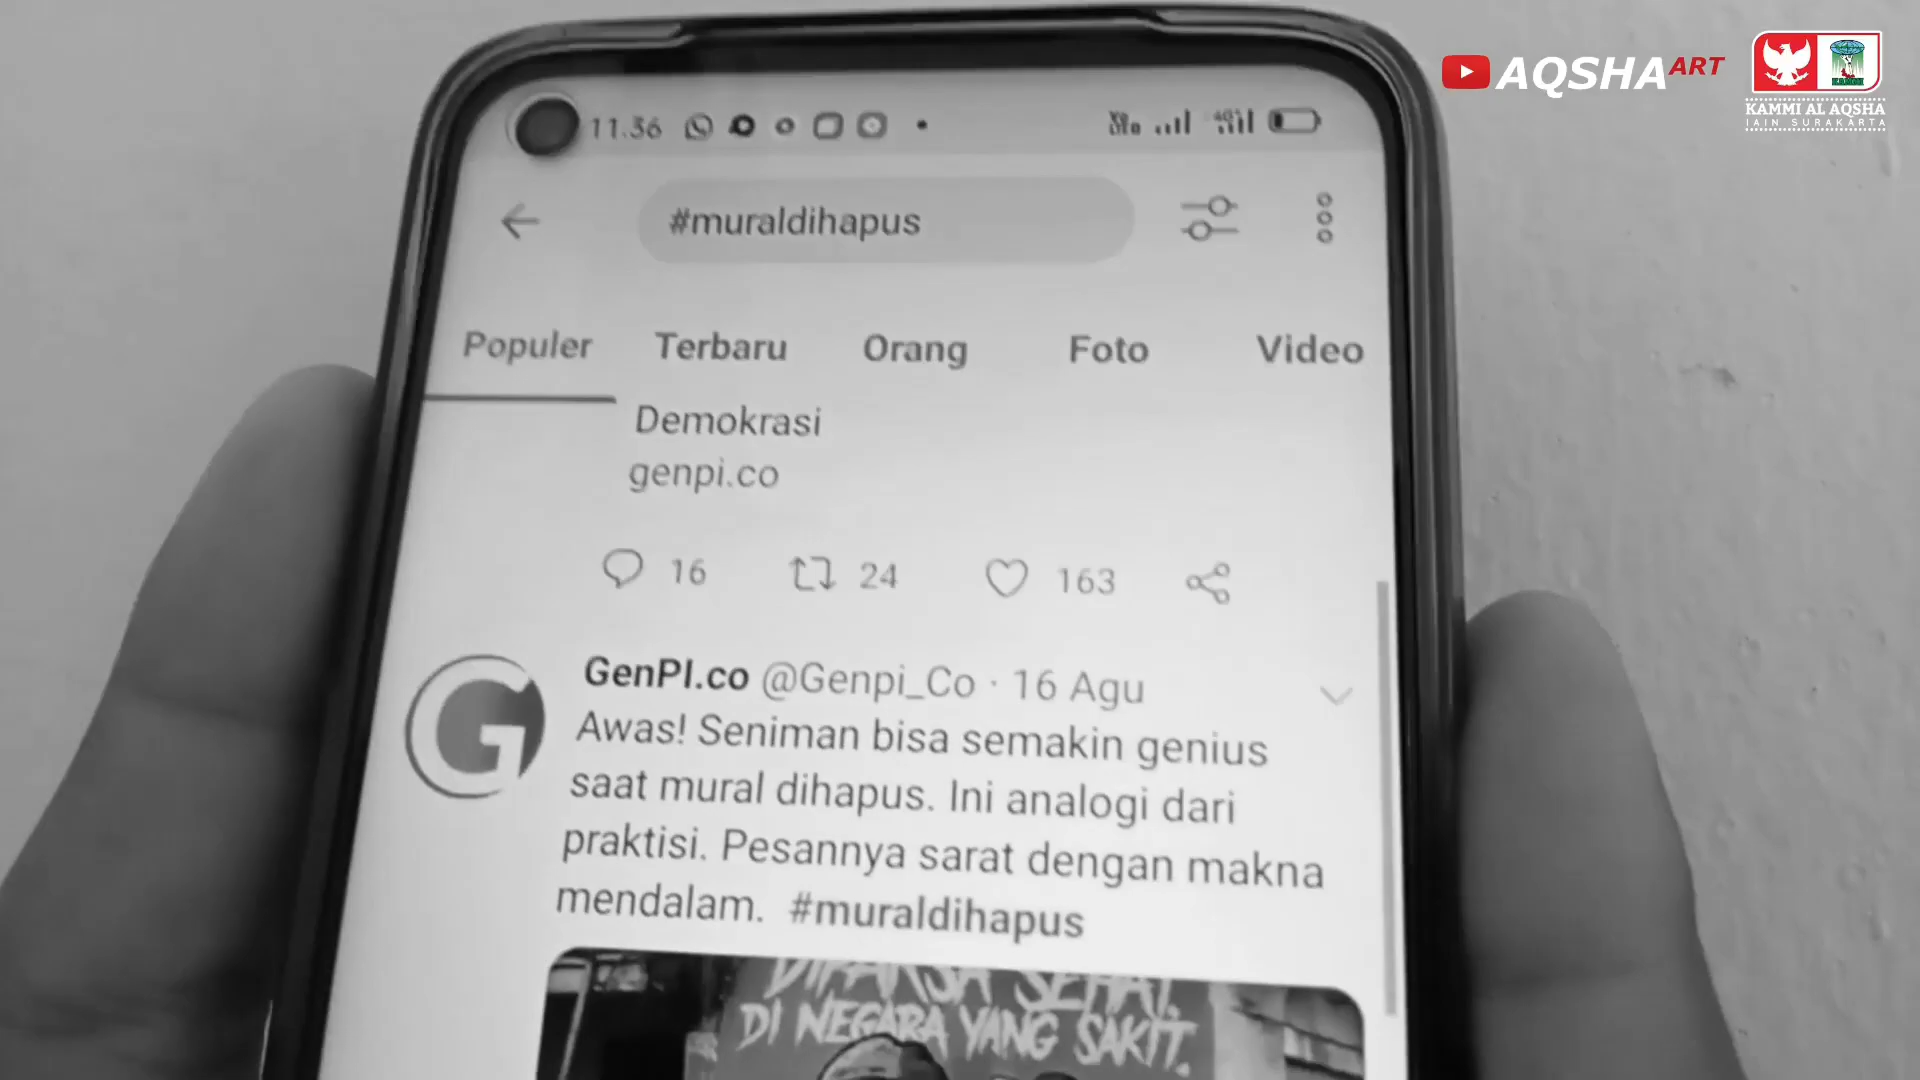 AQSHA ART
KAMMI AL AQSHA
IAIN SURAKARTA
11.36
#muraldihapus
Populer Terbaru Orang Foto Video
Demokrasi
genpi.co
16 24 163
GenPI.co @Genpi_Co · 16 Agu
Awas! Seniman bisa semakin genius
saat mural dihapus. Ini analogi dari
praktisi. Pesannya sarat dengan makna
mendalam. #muraldihapus
DIPAKSA SEHAT
DI NEGARA YANG SAKIT.